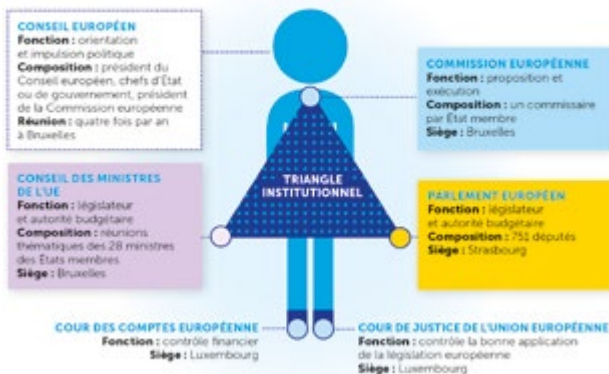 CONSEIL EUROPÉEN
Fonction : orientation
et impulsion politique
Composition : président du
Conseil européen, chefs d'État
ou de gouvernement, président
de la Commission européenne
Réunion : quatre fois par an
à Bruxelles
COMMISSION EUROPÉENNE
Fonction : proposition et
exécution
Composition : un commissaire
par État membre
Siège : Bruxelles
CONSEIL DES MINISTRES
DE L'UE
Fonction : législateur
et autorité budgétaire
Composition : réunions
thématiques des 28 ministres
des États membres
Siège : Bruxelles
TRIANGLE
INSTITUTIONNEL
PARLEMENT EUROPÉEN
Fonction : législateur
et autorité budgétaire
Composition : 751 députés
Siège : Strasbourg
COUR DES COMPTES EUROPÉENNE
Fonction : contrôle financier
Siège : Luxembourg
COUR DE JUSTICE DE L'UNION EUROPÉENNE
Fonction : contrôle la bonne application
de la législation européenne
Siège : Luxembourg